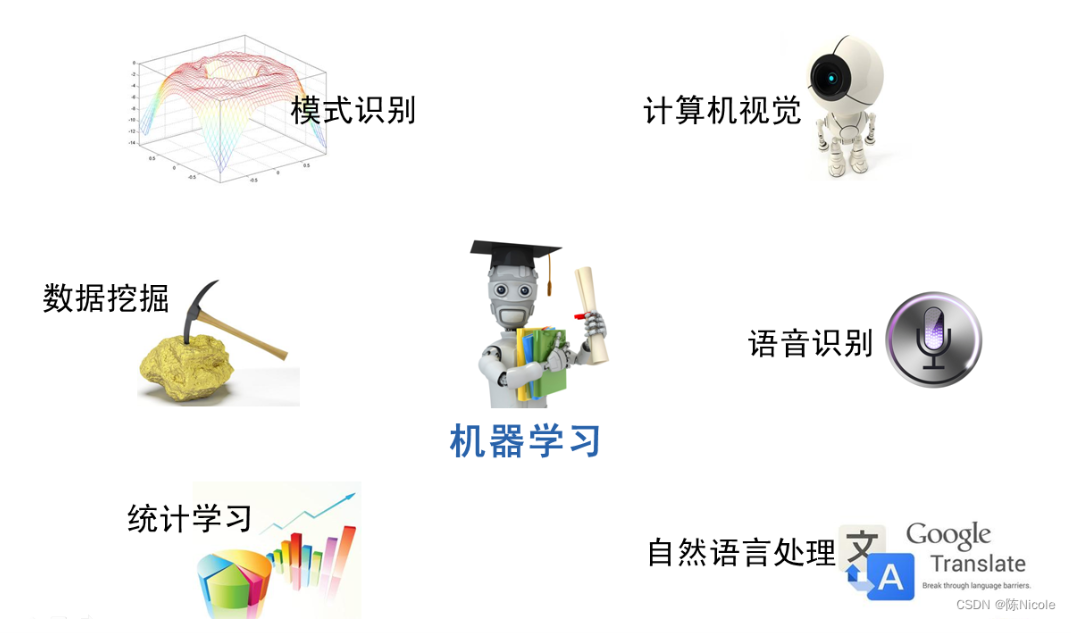 模式识别
计算机视觉
数据挖掘
语音识别
机器学习
统计学习
自然语言处理
文
A
Google
Translate
Break through language barriers.
CSDN @陈Nicole